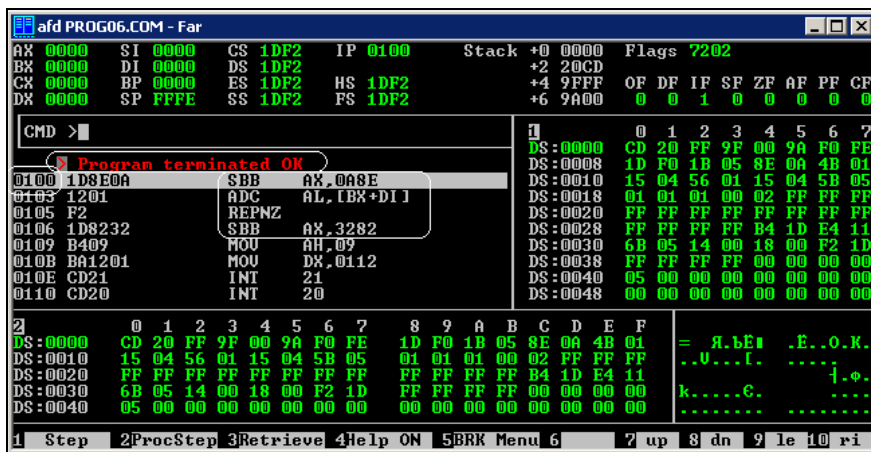 afd PROG06.COM - Far
AX 0000 SI 0000 CS 1DF2 IP 0100 Stack +0 0000 Flags 7202
BX 0000 DI 0000 DS 1DF2 +2 20CD
CX 0000 BP 0000 ES 1DF2 HS 1DF2 +4 9FFF OF DF IF SF ZF AF PF CF
DX 0000 SP FFFE SS 1DF2 FS 1DF2 +6 9A00 0 0 1 0 0 0 0 0
CMD > 1 0 1 2 3 4 5 6 7
DS:0000 CD 20 FF 9F 00 9A F0 FE
> Program terminated OK DS:0008 1D F0 1B 05 8E 0A 4B 01
0100 1D8E0A SBB AX,0A8E DS:0010 15 04 56 01 15 04 5B 05
0103 1201 ADC AL,[BX+DI] DS:0018 01 01 01 00 02 FF FF FF
0105 F2 REPNZ DS:0020 FF FF FF FF FF FF FF FF
0106 1D8232 SBB AX,3282 DS:0028 FF FF FF FF B4 1D E4 11
0109 B409 MOV AH,09 DS:0030 6B 05 14 00 18 00 F2 1D
010B BA1201 MOV DX,0112 DS:0038 FF FF FF FF 00 00 00 00
010E CD21 INT 21 DS:0040 05 00 00 00 00 00 00 00
0110 CD20 INT 20 DS:0048 00 00 00 00 00 00 00 00
2 0 1 2 3 4 5 6 7 8 9 A B C D E F
DS:0000 CD 20 FF 9F 00 9A F0 FE 1D F0 1B 05 8E 0A 4B 01 = Я.ЬЁ■ .Ё..О.К.
DS:0010 15 04 56 01 15 04 5B 05 01 01 01 00 02 FF FF FF ..V...[. .....
DS:0020 FF FF FF FF FF FF FF FF FF FF FF FF B4 1D E4 11 ┤.ф.
DS:0030 6B 05 14 00 18 00 F2 1D FF FF FF FF 00 00 00 00 k.....Є. ....
DS:0040 05 00 00 00 00 00 00 00 00 00 00 00 00 00 00 00 ........ ........
1 Step 2ProcStep 3Retrieve 4Help ON 5BRK Menu 6 7 up 8 dn 9 le 10 ri